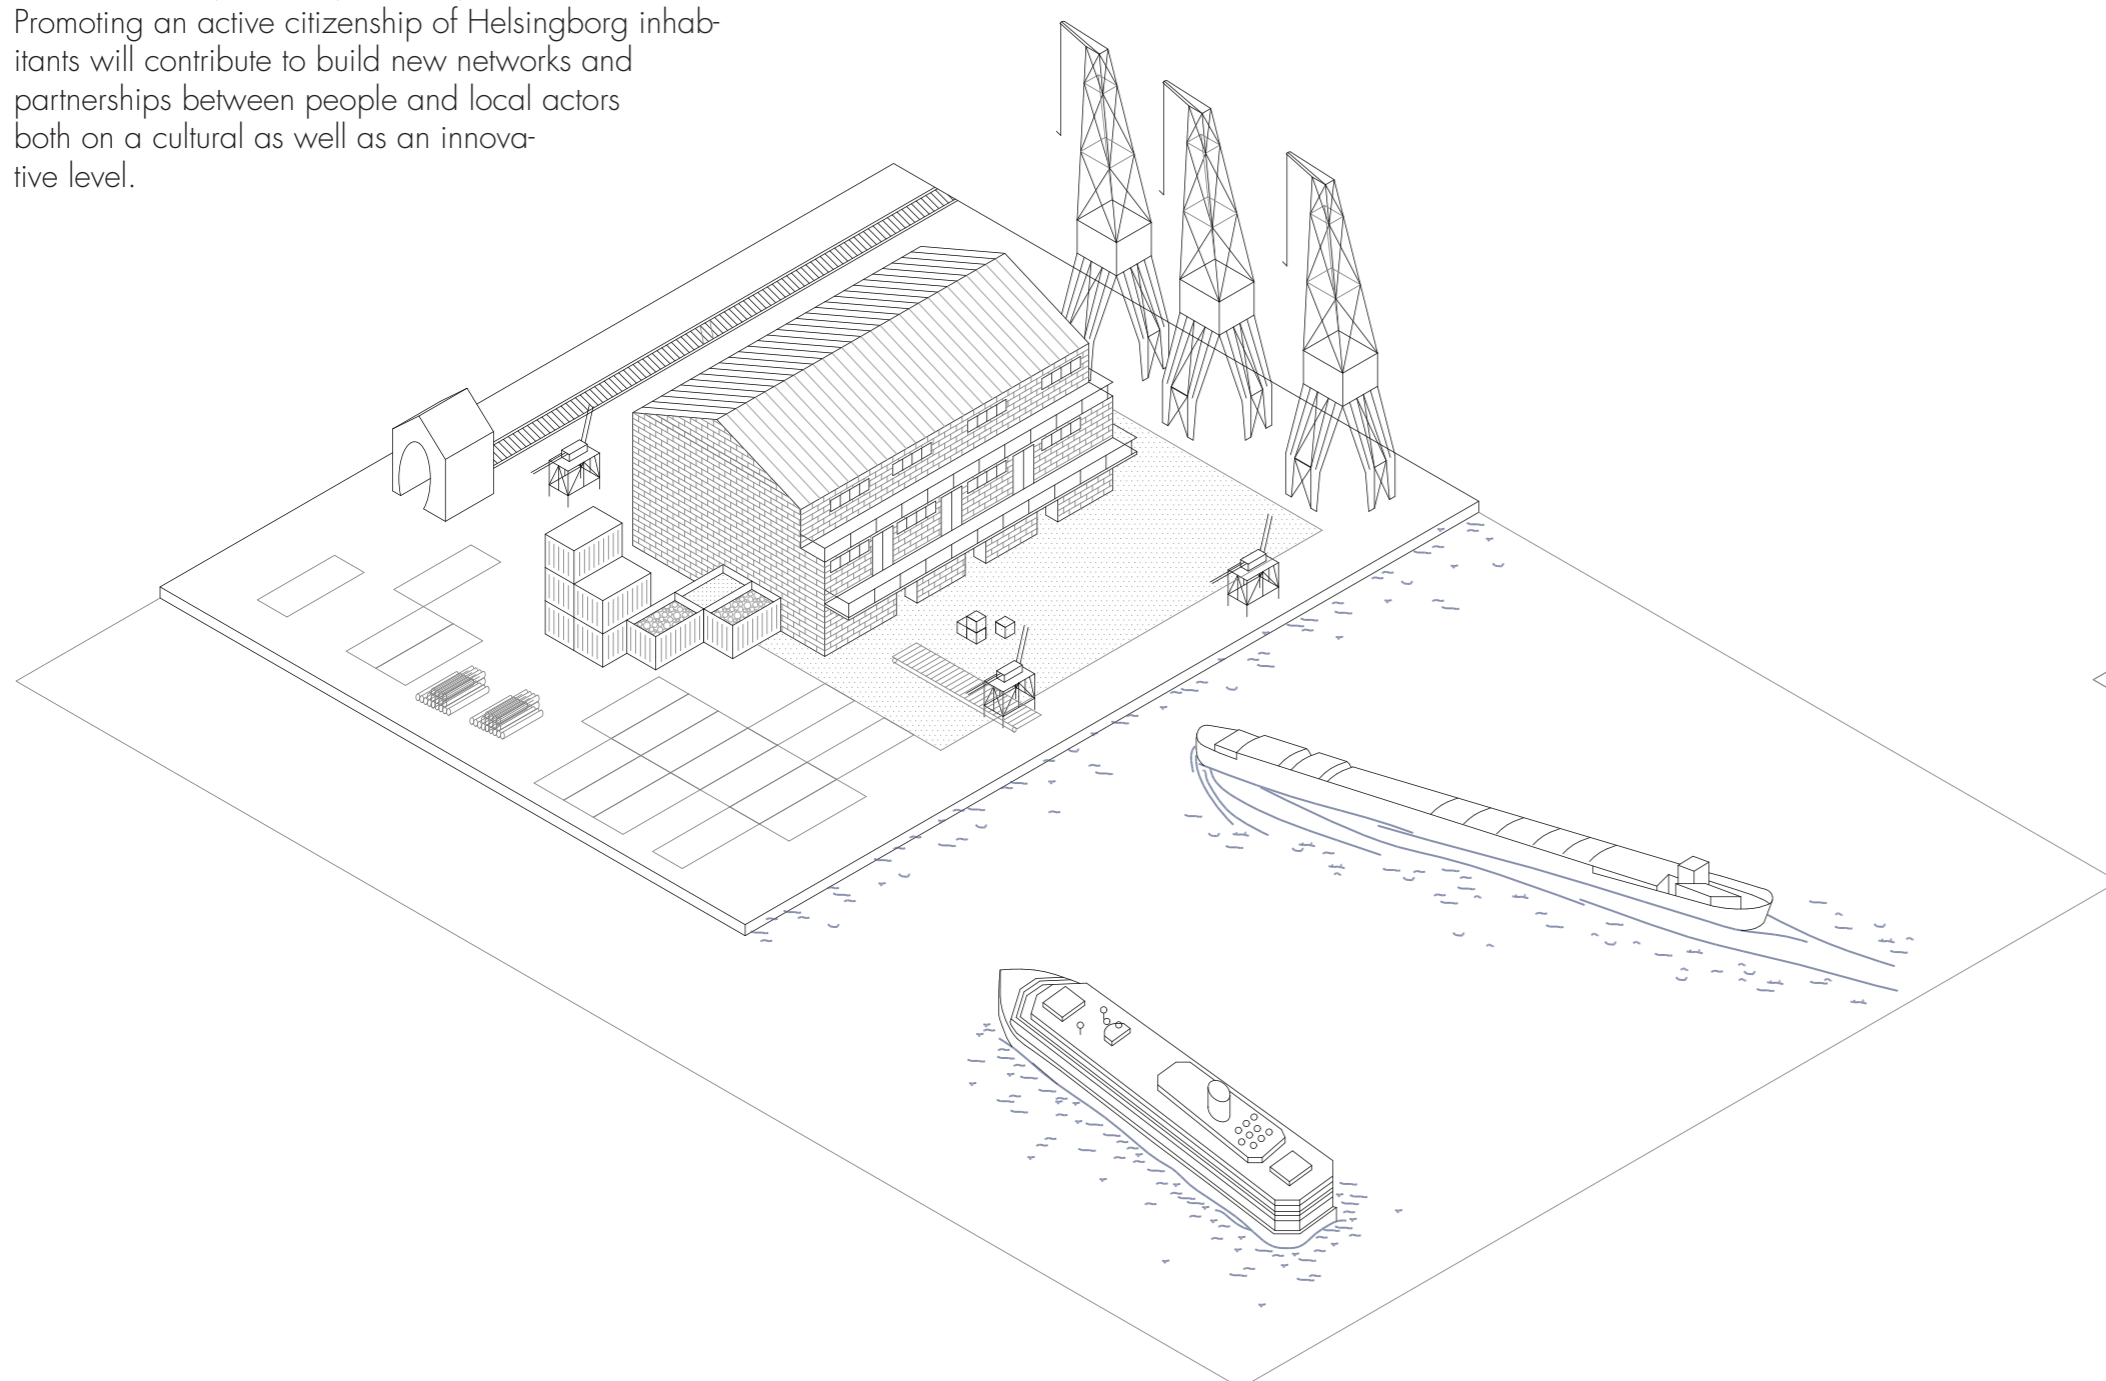 Promoting an active citizenship of Helsingborg inhab-
itants will contribute to build new networks and
partnerships between people and local actors
both on a cultural as well as an innova-
tive level.